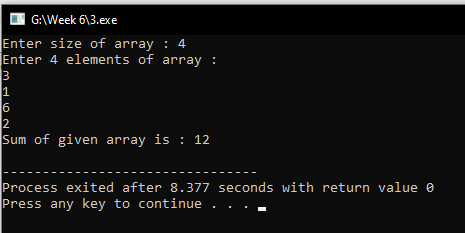 G:\Week 6\3.exe
Enter size of array : 4
Enter 4 elements of array :
3
1
6
2
Sum of given array is : 12
--------------------------------
Process exited after 8.377 seconds with return value 0
Press any key to continue . . .